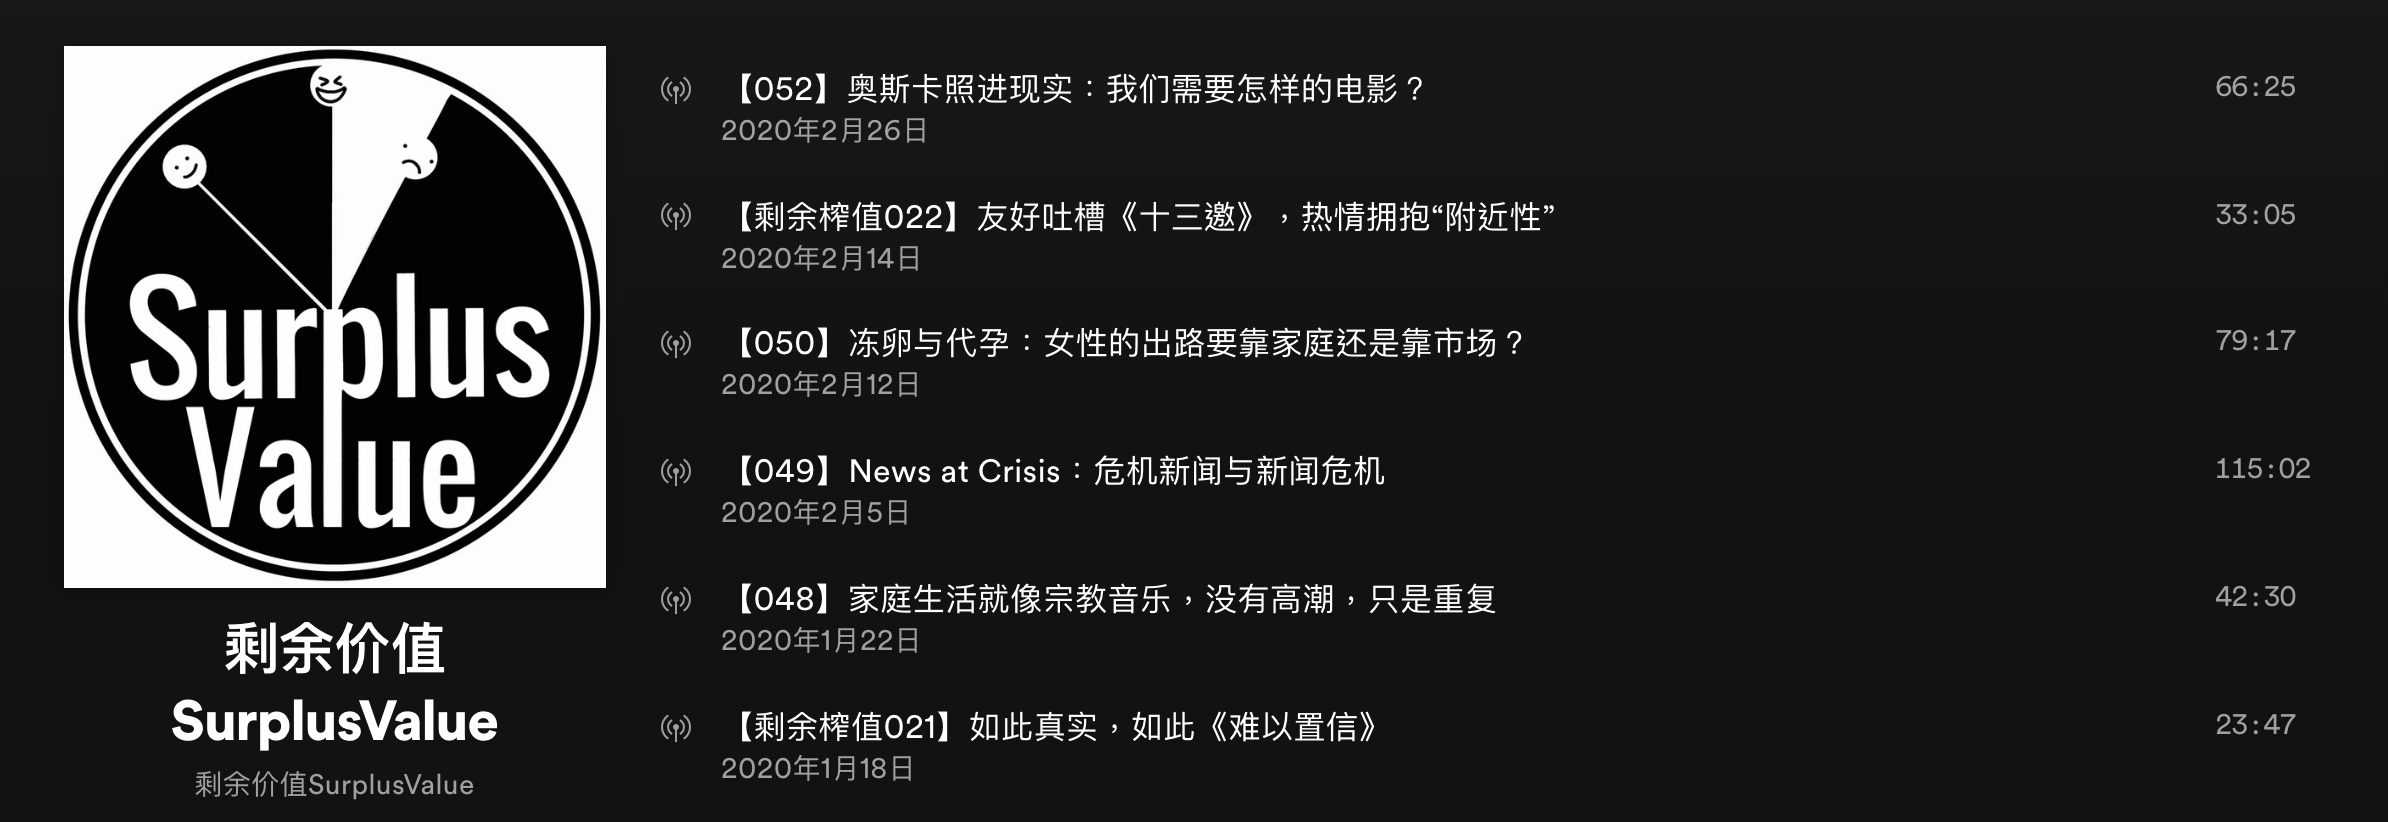 Surplus
Value
剩余价值
SurplusValue
剩余价值SurplusValue
【052】奥斯卡照进现实：我们需要怎样的电影？
66:25
2020年2月26日
【剩余榨值022】友好吐槽《十三邀》，热情拥抱“附近性”
33:05
2020年2月14日
【050】冻卵与代孕：女性的出路要靠家庭还是靠市场？
79:17
2020年2月12日
【049】News at Crisis：危机新闻与新闻危机
115:02
2020年2月5日
【048】家庭生活就像宗教音乐，没有高潮，只是重复
42:30
2020年1月22日
【剩余榨值021】如此真实，如此《难以置信》
23:47
2020年1月18日